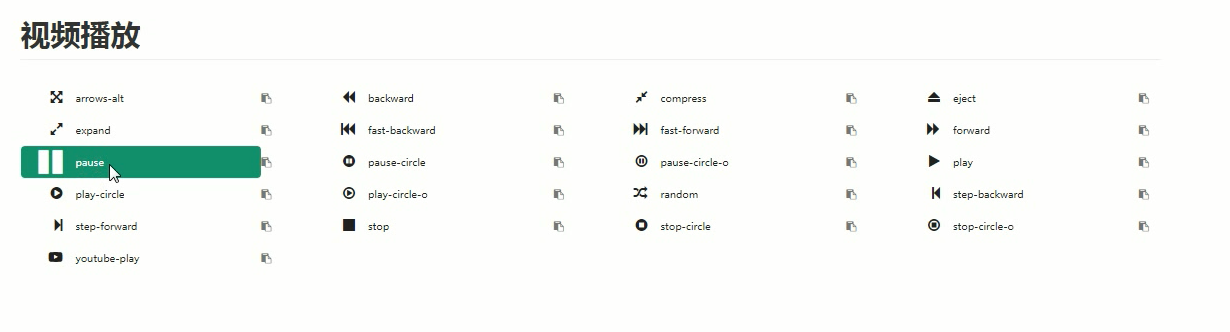 视频播放
arrows-alt backward compress eject
expand fast-backward fast-forward forward
pause pause-circle pause-circle-o play
play-circle play-circle-o random step-backward
step-forward stop stop-circle stop-circle-o
youtube-play